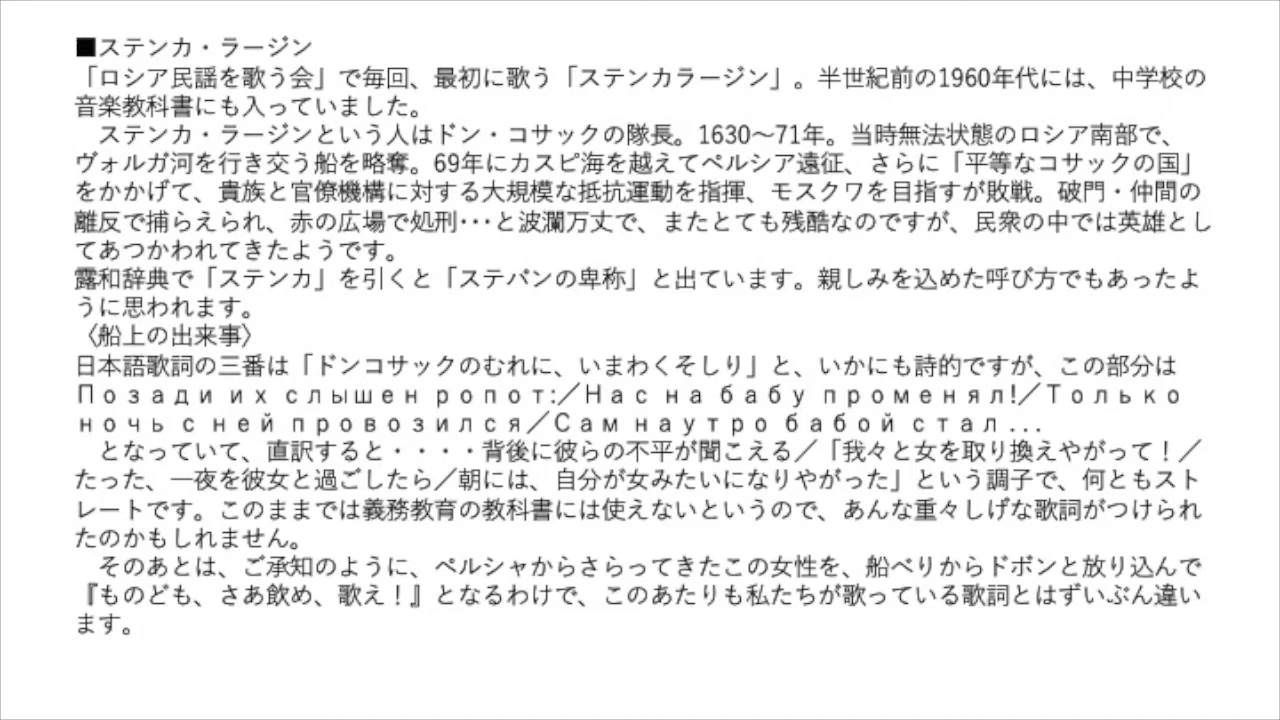 ■ステンカ・ラージン
「ロシア民謡を歌う会」で毎回、最初に歌う「ステンカラージン」。半世紀前の1960年代には、中学校の
音楽教科書にも入っていました。
　ステンカ・ラージンという人はドン・コサックの隊長。1630～71年。当時無法状態のロシア南部で、
ヴォルガ河を行き交う船を略奪。69年にカスピ海を越えてペルシア遠征、さらに「平等なコサックの国」
をかかげて、貴族と官僚機構に対する大規模な抵抗運動を指揮、モスクワを目指すが敗戦。破門・仲間の
離反で捕らえられ、赤の広場で処刑･･･と波瀾万丈で、またとても残酷なのですが、民衆の中では英雄とし
てあつかわれてきたようです。
露和辞典で「ステンカ」を引くと「ステパンの卑称」と出ています。親しみを込めた呼び方でもあったよ
うに思われます。
〈船上の出来事〉
日本語歌詞の三番は「ドンコサックのむれに、いまわくそしり」と、いかにも詩的ですが、この部分は
Позади их слышен ропот:／Нас на бабу променял!／Только
ночь с ней провозился／Сам наутро бабой стал...
　となっていて、直訳すると・・・・背後に彼らの不平が聞こえる／「我々と女を取り換えやがって！／
たった、一夜を彼女と過ごしたら／朝には、自分が女みたいになりやがった」という調子で、何ともスト
レートです。このままでは義務教育の教科書には使えないというので、あんな重々しげな歌詞がつけられ
たのかもしれません。
　そのあとは、ご承知のように、ペルシャからさらってきたこの女性を、船べりからドボンと放り込んで
『ものども、さあ飲め、歌え！』となるわけで、このあたりも私たちが歌っている歌詞とはずいぶん違い
ます。